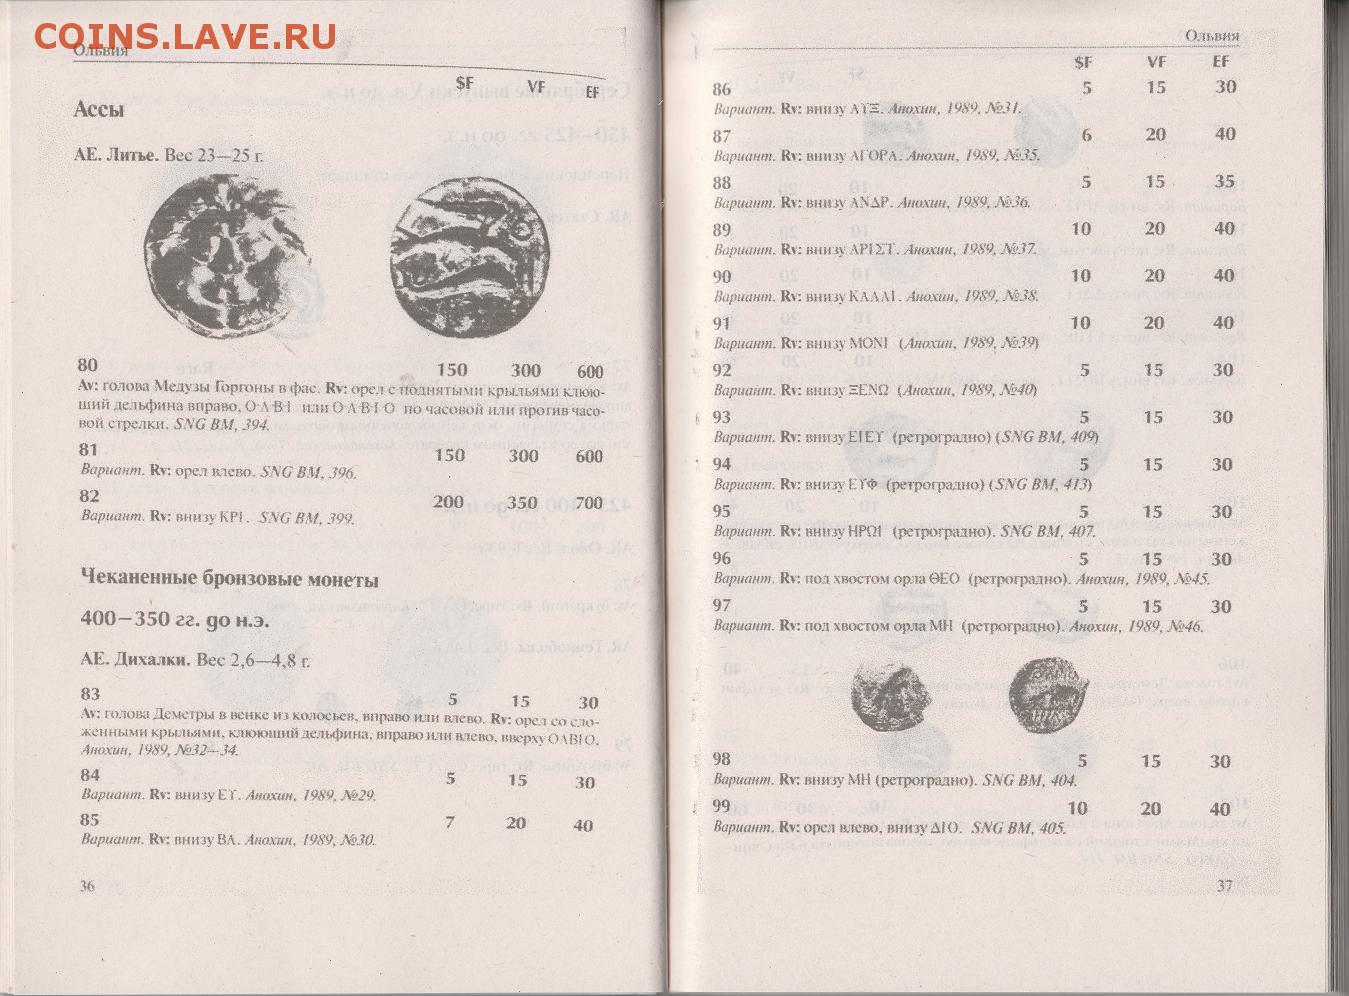 COINS.LAVE.RU
Ольвия
$F VF EF
Ассы
АЕ. Литье. Вес 23—25 г.
80 150 300 600
Av: голова Медузы Горгоны в фас. Rv: орел с поднятыми крыльями клюю-
щий дельфина вправо, ΟΛΒΙ или ΟΛΒΙΟ по часовой или против часо-
вой стрелки. SNG BM, 394.
81 150 300 600
Вариант. Rv: орел влево. SNG BM, 396.
82 200 350 700
Вариант. Rv: внизу ΚΡΙ. SNG BM, 399.
Чеканенные бронзовые монеты
400—350 гг. до н.э.
АЕ. Дихалки. Вес 2,6—4,8 г.
83 5 15 30
Av: голова Деметры в венке из колосьев, вправо или влево. Rv: орел со сло-
женными крыльями, клюющий дельфина, вправо или влево, вверху ΟΛΒΙΟ.
Анохин, 1989, №32—34.
84 5 15 30
Вариант. Rv: внизу ΕΥ. Анохин, 1989, №29.
85 7 20 40
Вариант. Rv: внизу ΒΛ. Анохин, 1989, №30.
36
Ольвия
$F VF EF
86 5 15 30
Вариант. Rv: внизу ΑΥΞ. Анохин, 1989, №31.
87 6 20 40
Вариант. Rv: внизу ΑΓΟΡΑ. Анохин, 1989, №35.
88 5 15 35
Вариант. Rv: внизу ΑΝΔΡ. Анохин, 1989, №36.
89 10 20 40
Вариант. Rv: внизу ΑΡΙΣΤ. Анохин, 1989, №37.
90 10 20 40
Вариант. Rv: внизу ΚΑΛΛΙ. Анохин, 1989, №38.
91 10 20 40
Вариант. Rv: внизу ΜΟΝΙ (Анохин, 1989, №39)
92 5 15 30
Вариант. Rv: внизу ΞΕΝΩ (Анохин, 1989, №40)
93 5 15 30
Вариант. Rv: внизу ΕΙΕΥ (ретроградно) (SNG BM, 409)
94 5 15 30
Вариант. Rv: внизу ΕΥΦ (ретроградно) (SNG BM, 413)
95 5 15 30
Вариант. Rv: внизу ΗΡΩΙ (ретроградно). SNG BM, 407.
96 5 15 30
Вариант. Rv: под хвостом орла ΘΕΟ (ретроградно). Анохин, 1989, №45.
97 5 15 30
Вариант. Rv: под хвостом орла ΜΗ (ретроградно). Анохин, 1989, №46.
98 5 15 30
Вариант. Rv: внизу ΜΗ (ретроградно). SNG BM, 404.
99 10 20 40
Вариант. Rv: орел влево, внизу ΔΙΟ. SNG BM, 405.
37